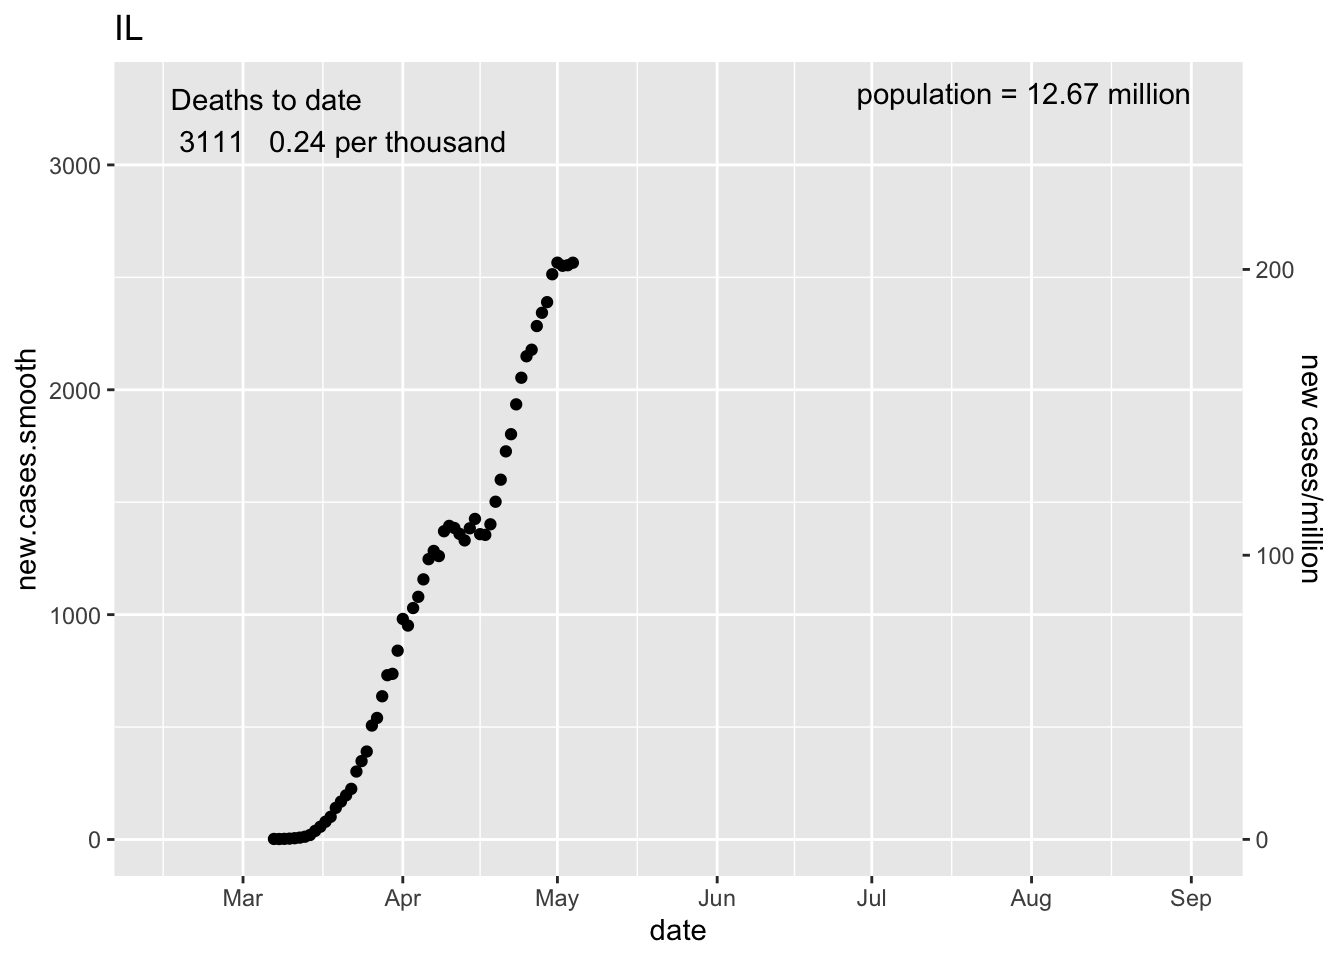 IL
Deaths to date
population = 12.67 million
3111 0.24 per thousand
3000
2000
1000
0
new.cases.smooth
200
100
0
new cases/million
Mar Apr May Jun Jul Aug Sep
date